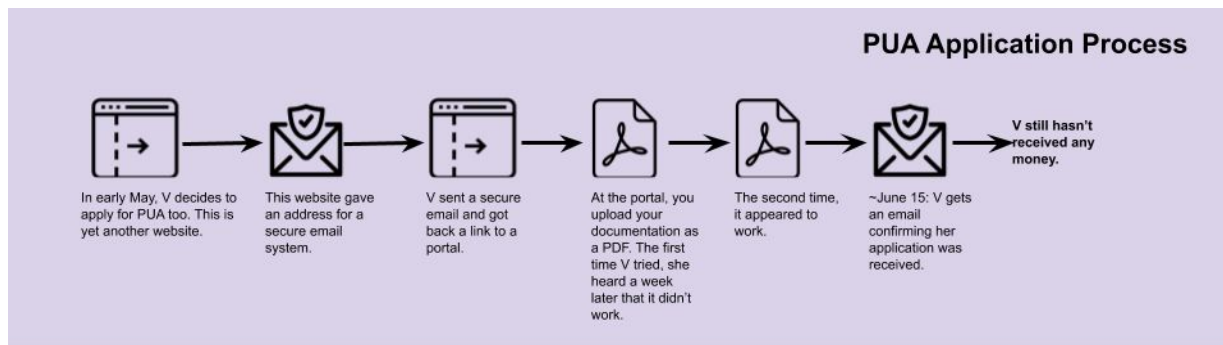 PUA Application Process
In early May, V decides to
apply for PUA too. This is
yet another website.
This website gave
an address for a
secure email
system.
V sent a secure
email and got
back a link to a
portal.
At the portal, you
upload your
documentation as
a PDF. The first
time V tried, she
heard a week
later that it didn't
work.
The second time,
it appeared to
work.
~June 15: V gets
an email
confirming her
application was
received.
V still hasn't
received any
money.